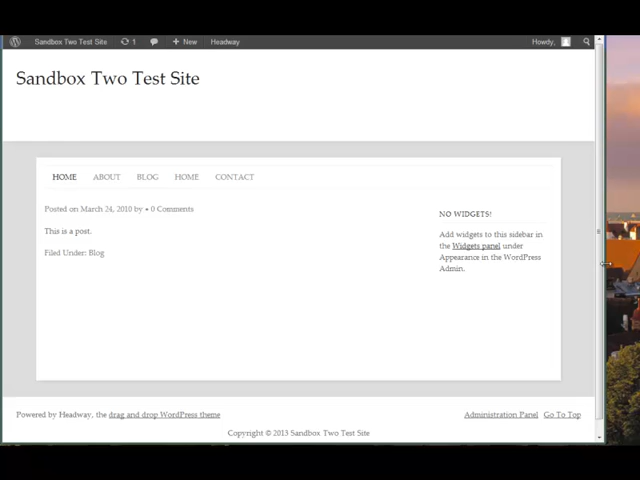 Sandbox Two Test Site 1 New Headway Howdy,
Sandbox Two Test Site
HOME ABOUT BLOG HOME CONTACT
Posted on March 24, 2010 by • 0 Comments
This is a post.
Filed Under: Blog
NO WIDGETS!
Add widgets to this sidebar in
the Widgets panel under
Appearance in the WordPress
Admin.
Powered by Headway, the drag and drop WordPress theme
Administration Panel Go To Top
Copyright © 2013 Sandbox Two Test Site